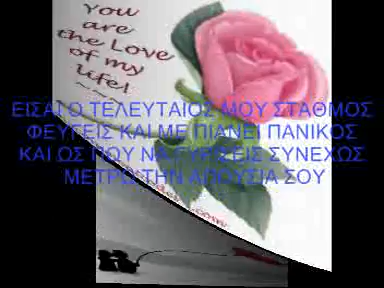 You
are
the Love
of my
life!
~~
ΕΙΣΑΙ Ο ΤΕΛΕΥΤΑΙΟΣ ΜΟΥ ΣΤΑΘΜΟΣ
ΦΕΥΓΕΙΣ ΚΑΙ ΜΕ ΠΙΑΝΕΙ ΠΑΝΙΚΟΣ
ΚΑΙ ΩΣ ΠΟΥ ΝΑ ΓΥΡΙΣΕΙΣ ΣΥΝΕΧΩΣ
ΜΕΤΡΩ ΤΗΝ ΑΠΟΥΣΙΑ ΣΟΥ